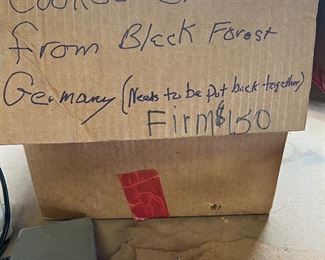 from Black Forest
Germany (Needs to be put back together)
Firm $150